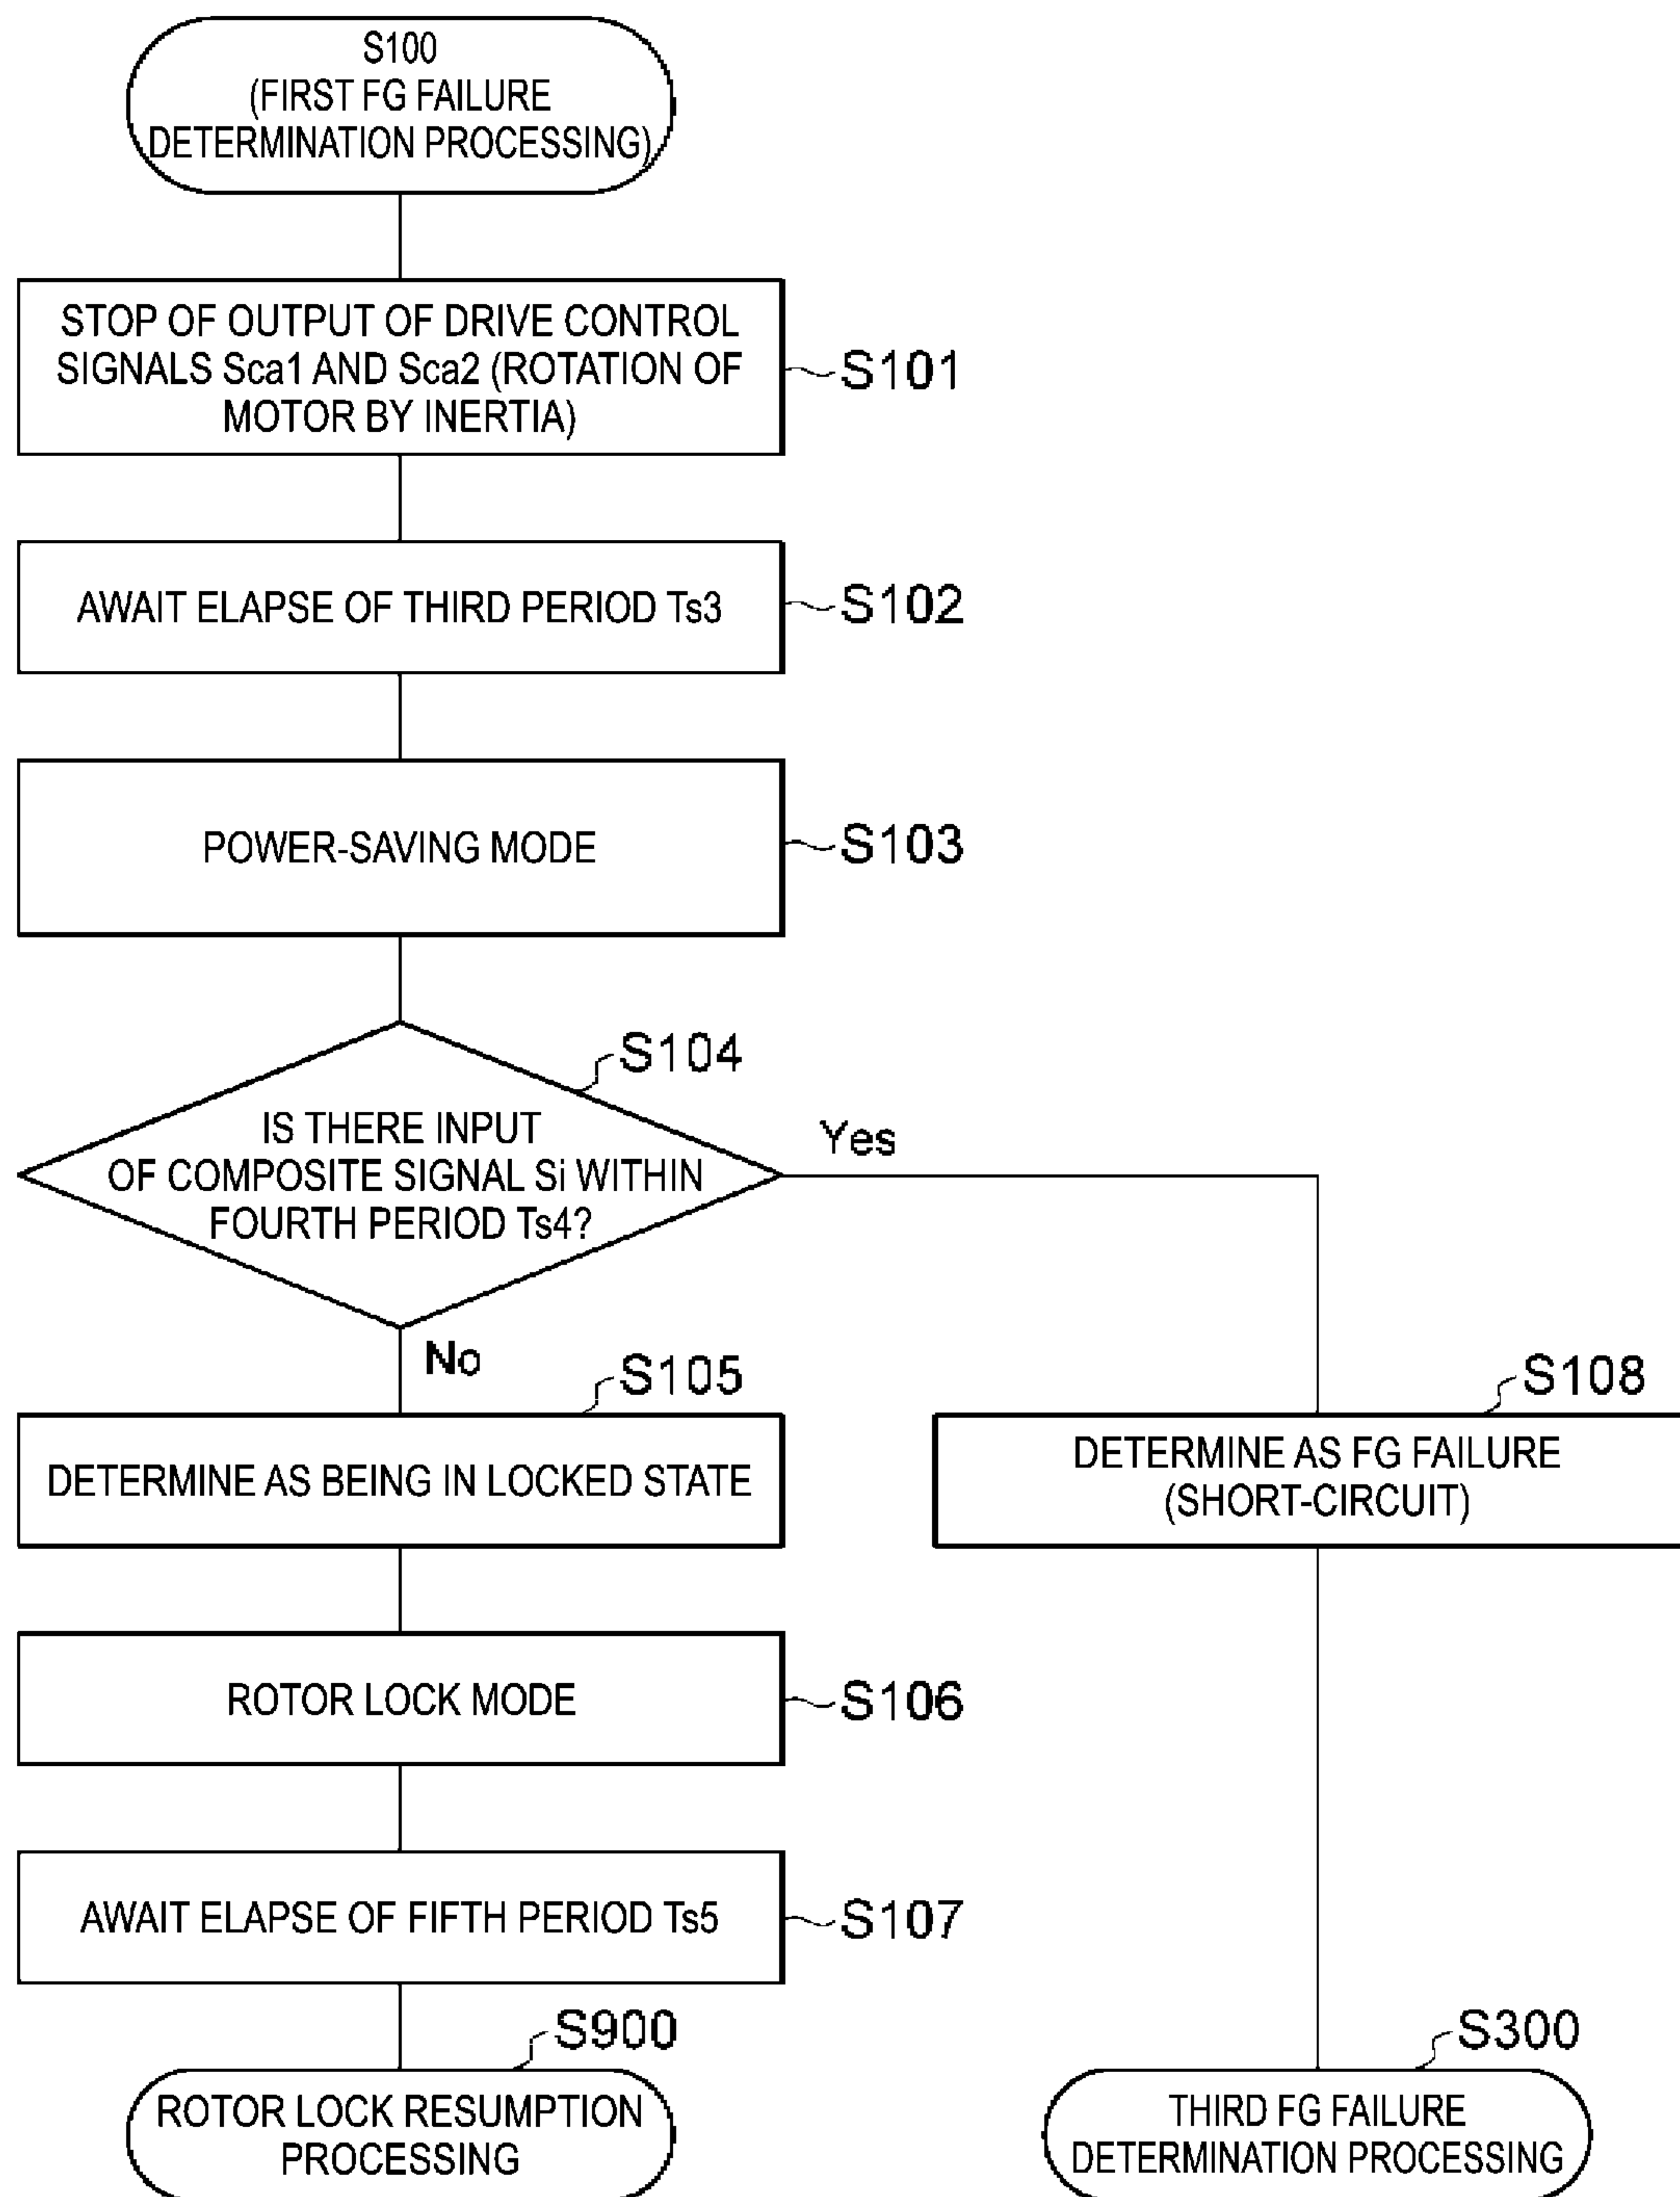 S100
(FIRST FG FAILURE
DETERMINATION PROCESSING)
STOP OF OUTPUT OF DRIVE CONTROL
SIGNALS Sca1 AND Sca2 (ROTATION OF
MOTOR BY INERTIA)
S101
AWAIT ELAPSE OF THIRD PERIOD Ts3
S102
POWER-SAVING MODE
S103
S104
IS THERE INPUT
OF COMPOSITE SIGNAL Si WITHIN
FOURTH PERIOD Ts4?
Yes
No
S105
DETERMINE AS BEING IN LOCKED STATE
S108
DETERMINE AS FG FAILURE
(SHORT-CIRCUIT)
ROTOR LOCK MODE
S106
AWAIT ELAPSE OF FIFTH PERIOD Ts5
S107
S900
ROTOR LOCK RESUMPTION
PROCESSING
S300
THIRD FG FAILURE
DETERMINATION PROCESSING